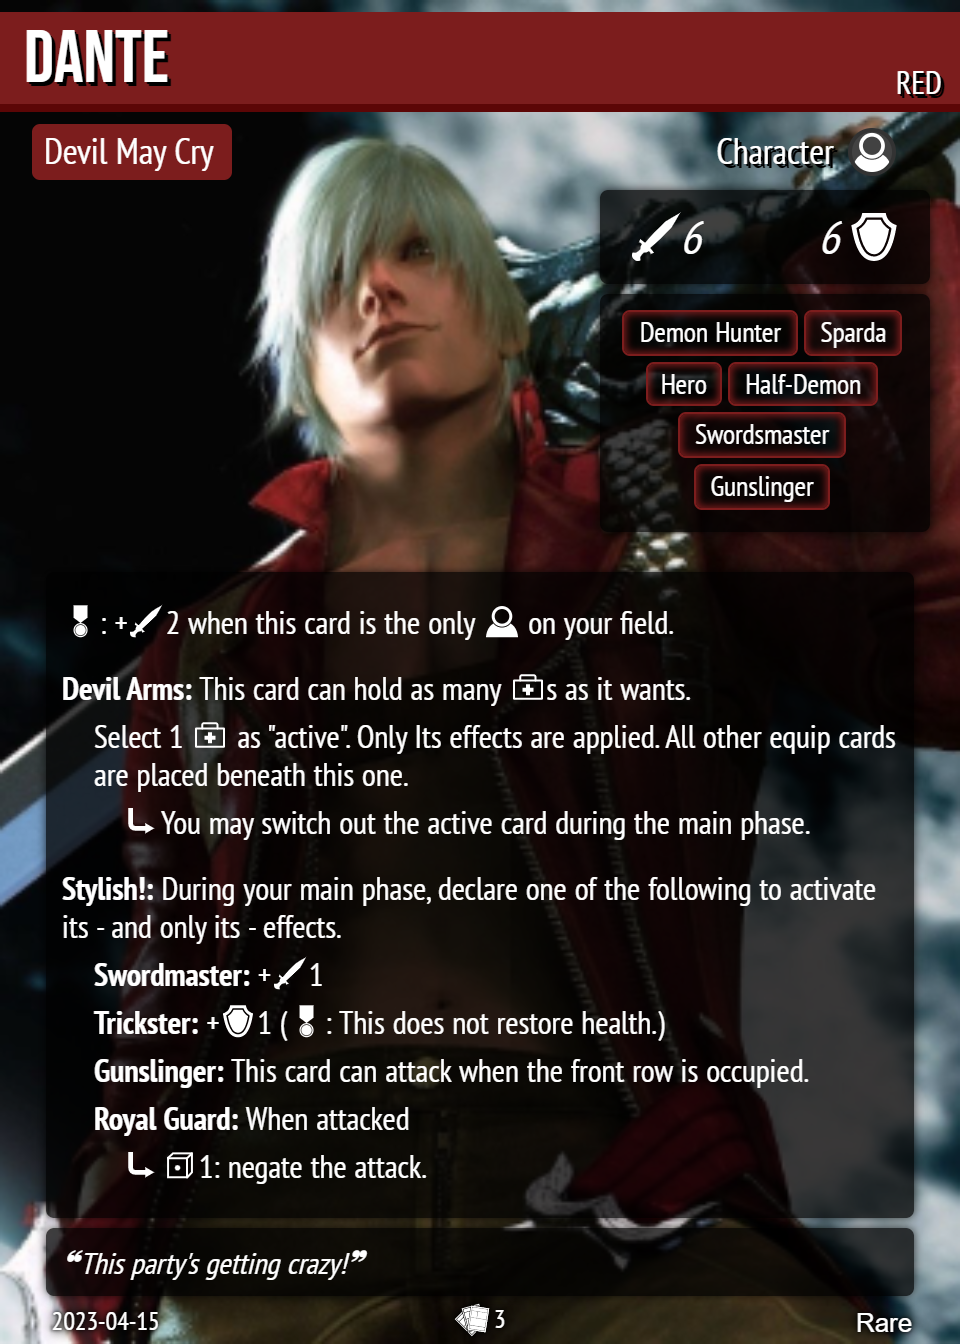 DANTE
RED
Devil May Cry
Character
6 6
Demon Hunter Sparda
Hero Half-Demon
Swordsmaster
Gunslinger
: + 2 when this card is the only on your field.
Devil Arms: This card can hold as many s as it wants.
Select 1 as "active". Only Its effects are applied. All other equip cards
are placed beneath this one.
You may switch out the active card during the main phase.
Stylish!: During your main phase, declare one of the following to activate
its - and only its - effects.
Swordmaster: + 1
Trickster: + 1 ( : This does not restore health.)
Gunslinger: This card can attack when the front row is occupied.
Royal Guard: When attacked
1: negate the attack.
❝This party's getting crazy!❞
2023-04-15 3 Rare